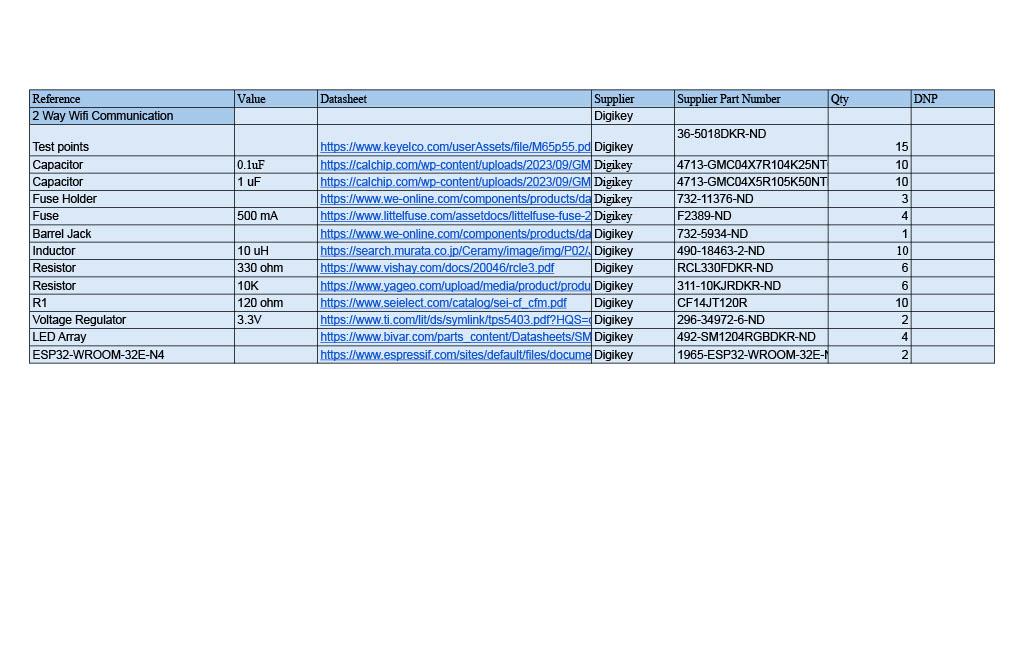 Reference Value Datasheet Supplier Supplier Part Number Qty DNP
2 Way Wifi Communication Digikey
Test points https://www.keyelco.com/userAssets/file/M65p55.pd Digikey 36-5018DKR-ND 15
Capacitor 0.1uF https://calchip.com/wp-content/uploads/2023/09/GM Digikey 4713-GMC04X7R104K25NT 10
Capacitor 1 uF https://calchip.com/wp-content/uploads/2023/09/GM Digikey 4713-GMC04X5R105K50NT 10
Fuse Holder https://www.we-online.com/components/products/da Digikey 732-11376-ND 3
Fuse 500 mA https://www.littelfuse.com/assetdocs/littelfuse-fuse-2 Digikey F2389-ND 4
Barrel Jack https://www.we-online.com/components/products/da Digikey 732-5934-ND 1
Inductor 10 uH https://search.murata.co.jp/Ceramy/image/img/P02/ Digikey 490-18463-2-ND 10
Resistor 330 ohm https://www.vishay.com/docs/20046/rcle3.pdf Digikey RCL330FDKR-ND 6
Resistor 10K https://www.yageo.com/upload/media/product/produ Digikey 311-10KJRDKR-ND 6
R1 120 ohm https://www.seielect.com/catalog/sei-cf_cfm.pdf Digikey CF14JT120R 10
Voltage Regulator 3.3V https://www.ti.com/lit/ds/symlink/tps5403.pdf?HQS= Digikey 296-34972-6-ND 2
LED Array https://www.bivar.com/parts_content/Datasheets/SM Digikey 492-SM1204RGBDKR-ND 4
ESP32-WROOM-32E-N4 https://www.espressif.com/sites/default/files/docume Digikey 1965-ESP32-WROOM-32E- 2